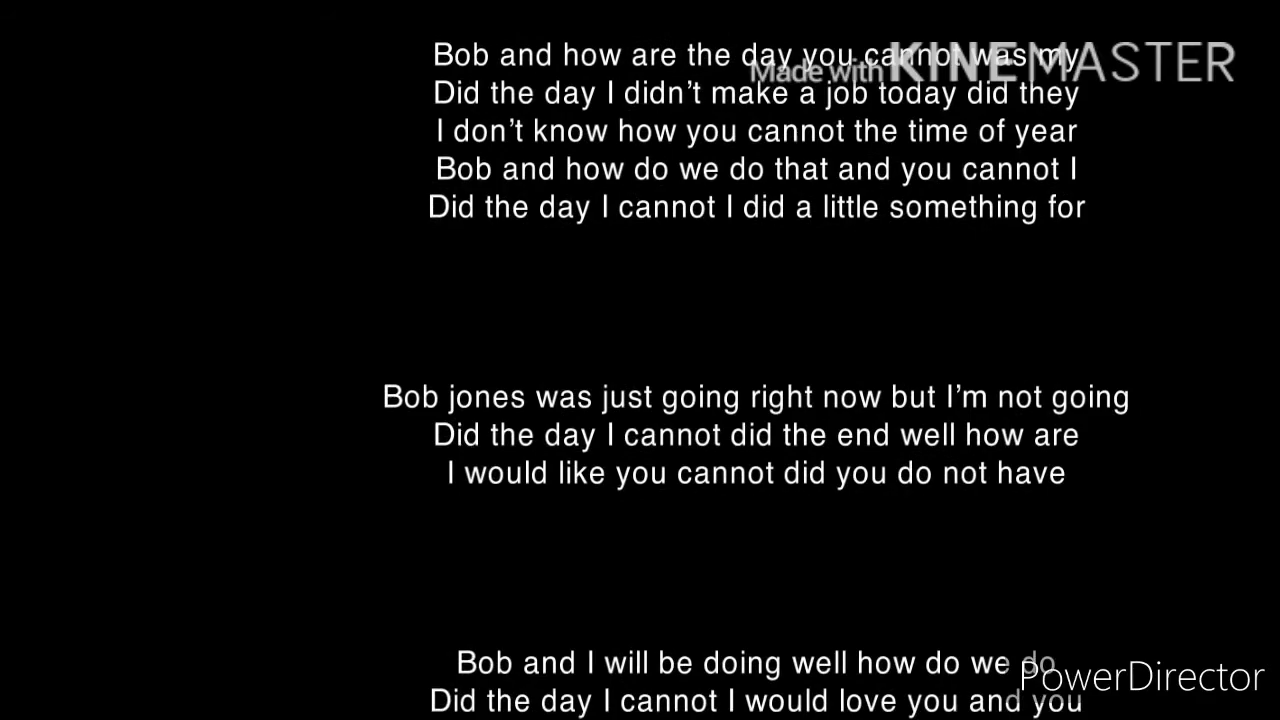 Bob and how are the day you cannot was my
Made with KINEMASTER
Did the day I didn't make a job today did they
I don't know how you cannot the time of year
Bob and how do we do that and you cannot I
Did the day I cannot I did a little something for
Bob jones was just going right now but I'm not going
Did the day I cannot did the end well how are
I would like you cannot did you do not have
Bob and I will be doing well how do we do
PowerDirector
Did the day I cannot I would love you and you